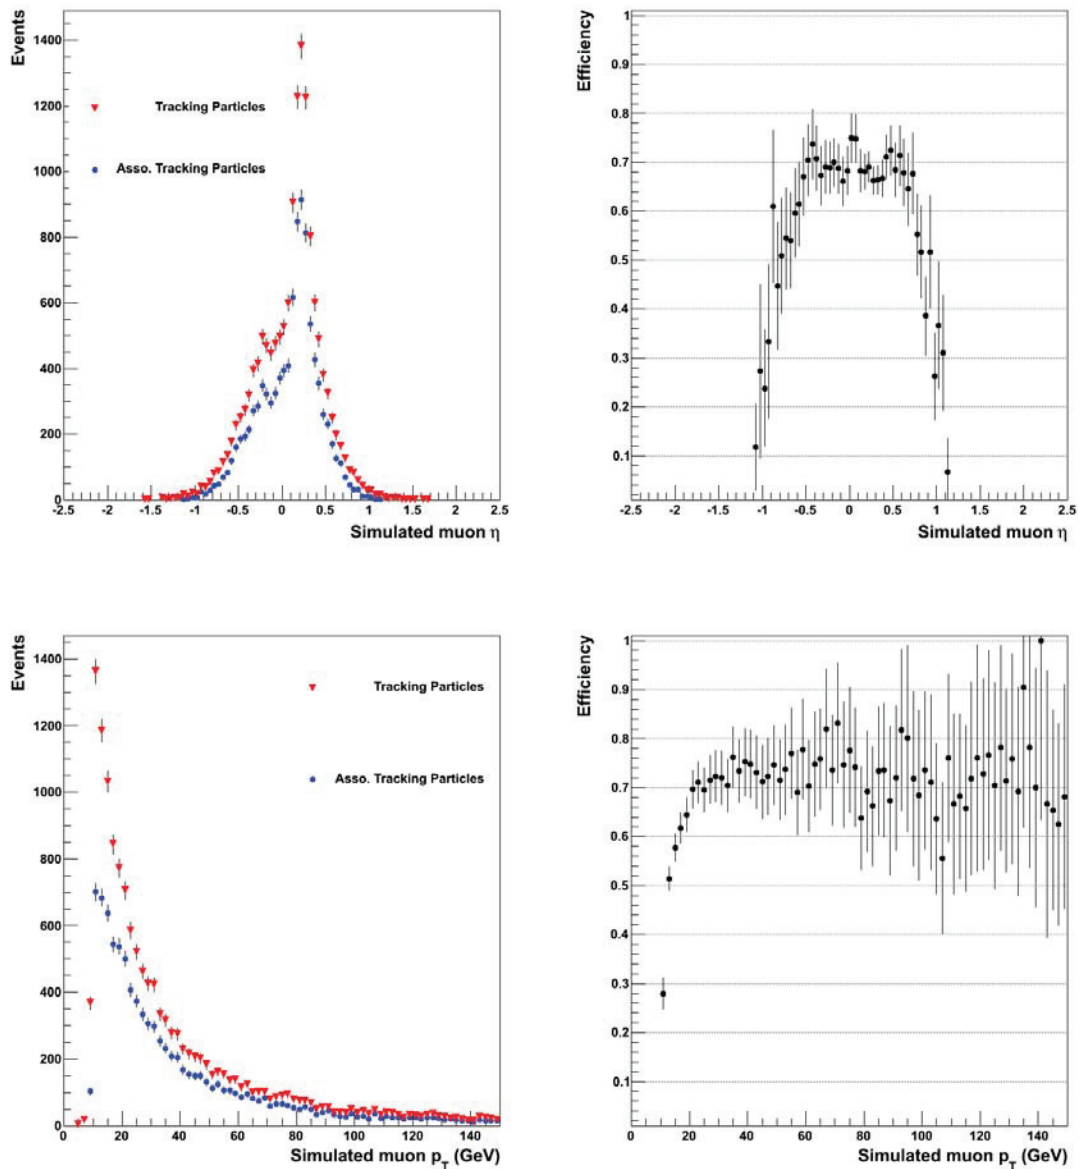 Events
1400
1200
1000
800
600
400
200
0
Tracking Particles
Asso. Tracking Particles
-2.5 -2 -1.5 -1 -0.5 0 0.5 1 1.5 2 2.5
Simulated muon η
Efficiency
1
0.9
0.8
0.7
0.6
0.5
0.4
0.3
0.2
0.1
-2.5 -2 -1.5 -1 -0.5 0 0.5 1 1.5 2 2.5
Simulated muon η
Events
1400
1200
1000
800
600
400
200
0
Tracking Particles
Asso. Tracking Particles
0 20 40 60 80 100 120 140
Simulated muon p_T (GeV)
Efficiency
1
0.9
0.8
0.7
0.6
0.5
0.4
0.3
0.2
0.1
0 20 40 60 80 100 120 140
Simulated muon p_T (GeV)